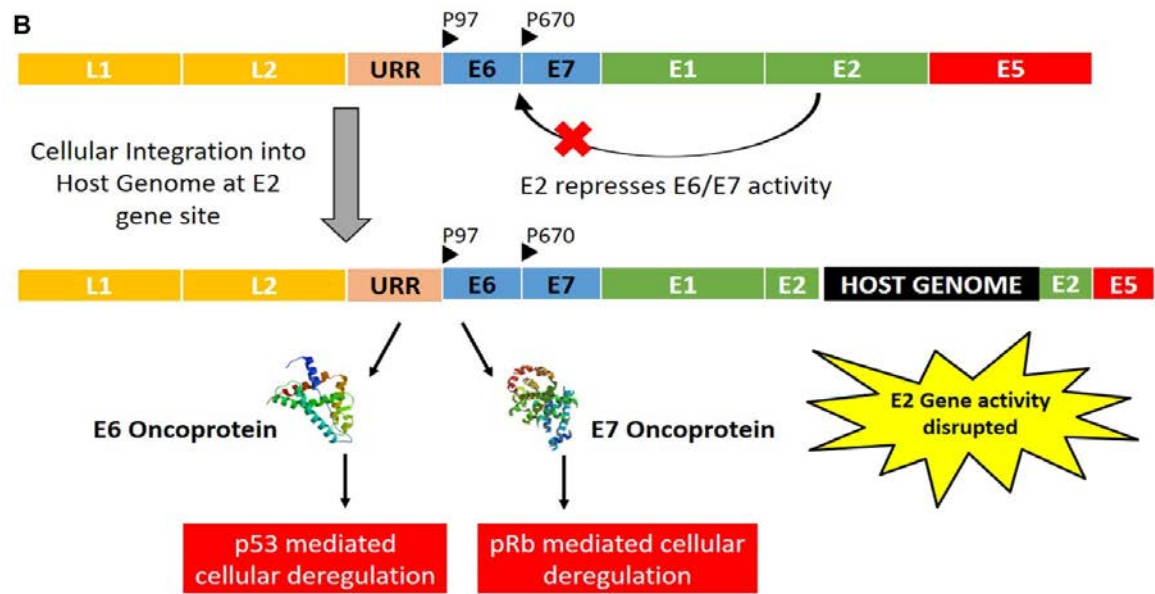 B
P97 P670
L1 L2 URR E6 E7 E1 E2 E5
Cellular Integration into
Host Genome at E2
gene site
E2 represses E6/E7 activity
P97 P670
L1 L2 URR E6 E7 E1 E2 HOST GENOME E2 E5
E6 Oncoprotein
E7 Oncoprotein
E2 Gene activity
disrupted
p53 mediated
cellular deregulation
pRb mediated cellular
deregulation